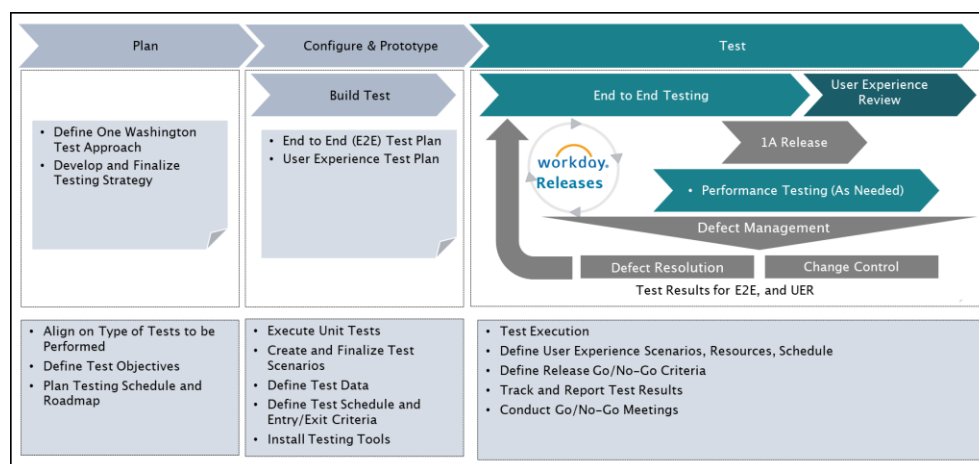 Plan
Configure & Prototype
Test
Build Test
End to End Testing
User Experience
Review
• Define One Washington
Test Approach
• Develop and Finalize
Testing Strategy
• End to End (E2E) Test Plan
• User Experience Test Plan
workday.
Releases
1A Release
• Performance Testing (As Needed)
Defect Management
Defect Resolution
Change Control
Test Results for E2E, and UER
• Align on Type of Tests to be
Performed
• Define Test Objectives
• Plan Testing Schedule and
Roadmap
• Execute Unit Tests
• Create and Finalize Test
Scenarios
• Define Test Data
• Define Test Schedule and
Entry/Exit Criteria
• Install Testing Tools
• Test Execution
• Define User Experience Scenarios, Resources, Schedule
• Define Release Go/No-Go Criteria
• Track and Report Test Results
• Conduct Go/No-Go Meetings